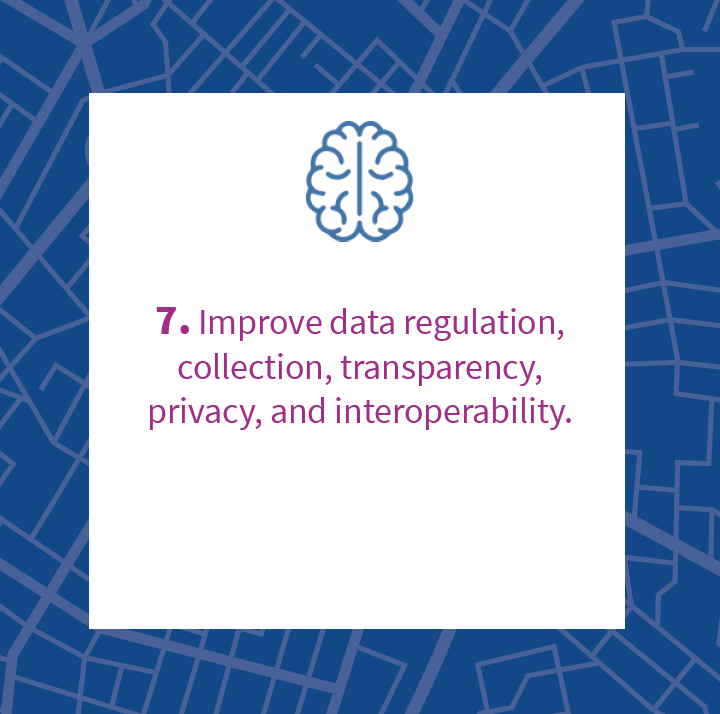 7. Improve data regulation,
collection, transparency,
privacy, and interoperability.